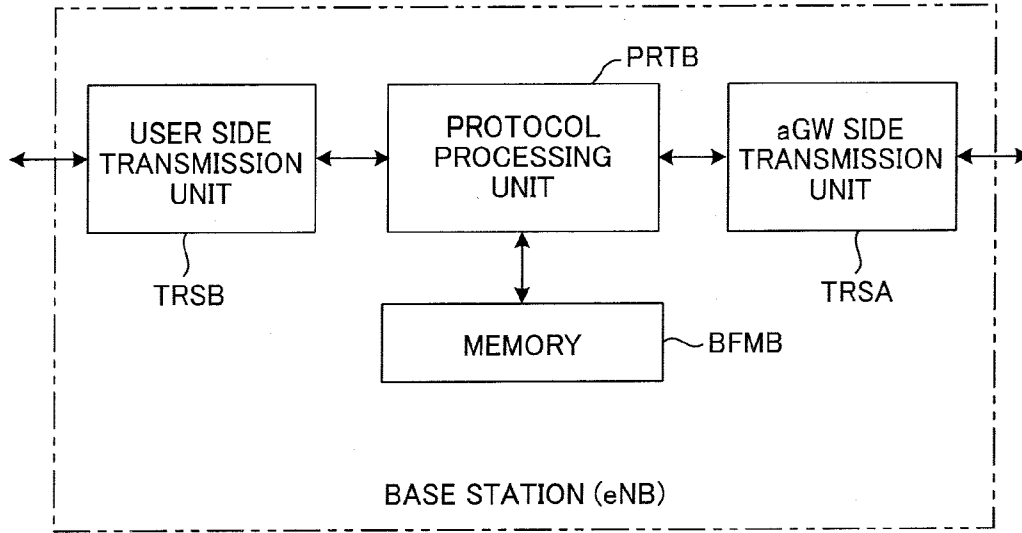 PRTB
USER SIDE
TRANSMISSION
UNIT
PROTOCOL
PROCESSING
UNIT
aGW SIDE
TRANSMISSION
UNIT
TRSB
TRSA
MEMORY
BFMB
BASE STATION (eNB)